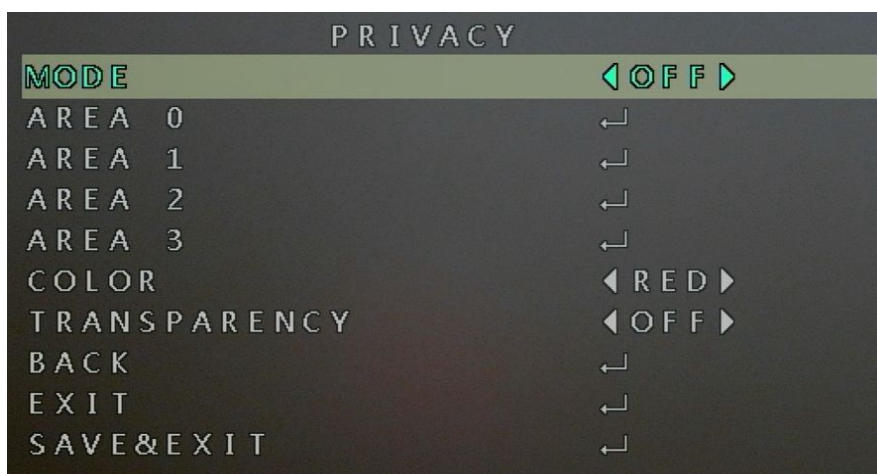 PRIVACY
MODE ◁OFF▷
AREA 0 ↵
AREA 1 ↵
AREA 2 ↵
AREA 3 ↵
COLOR ◀RED▶
TRANSPARENCY ◀OFF▶
BACK ↵
EXIT ↵
SAVE&EXIT ↵